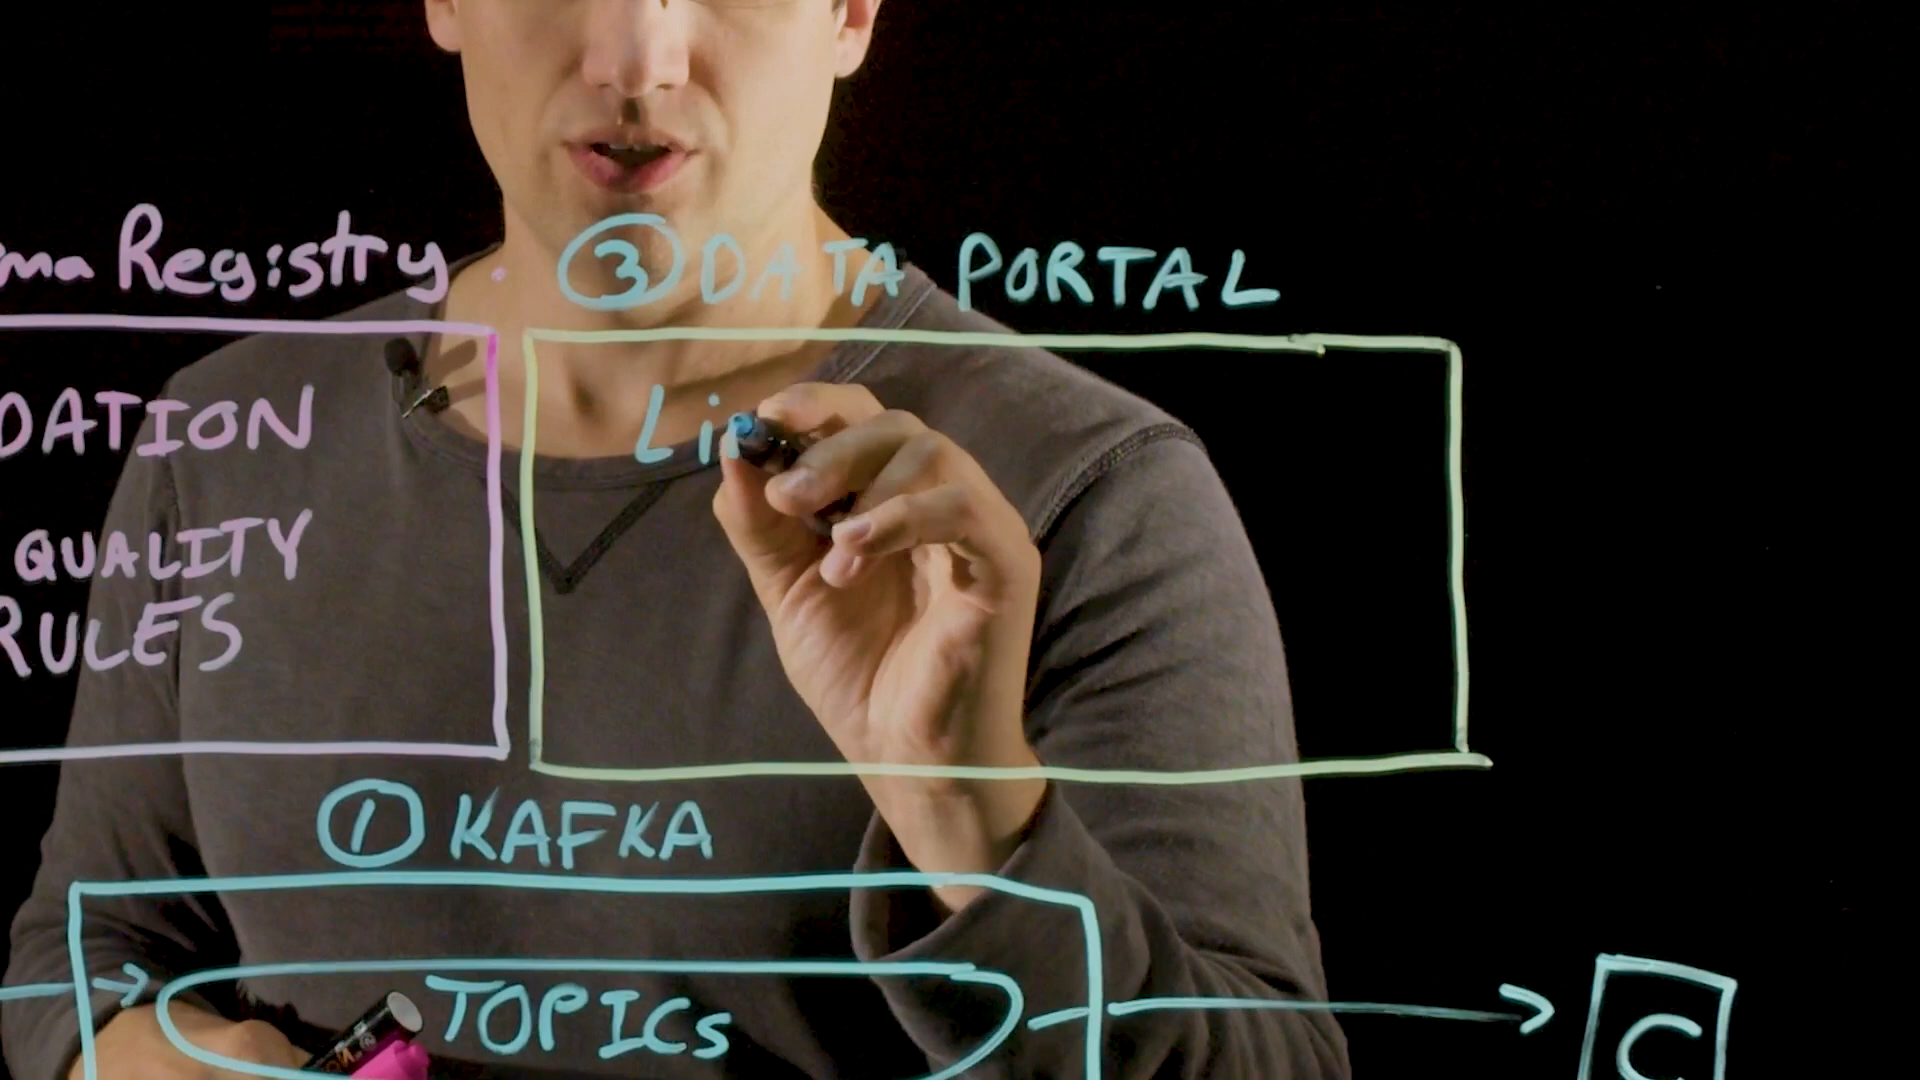 ma Registry.
③ DATA PORTAL
DATION
QUALITY
RULES
Li
① KAFKA
TOPICs
C